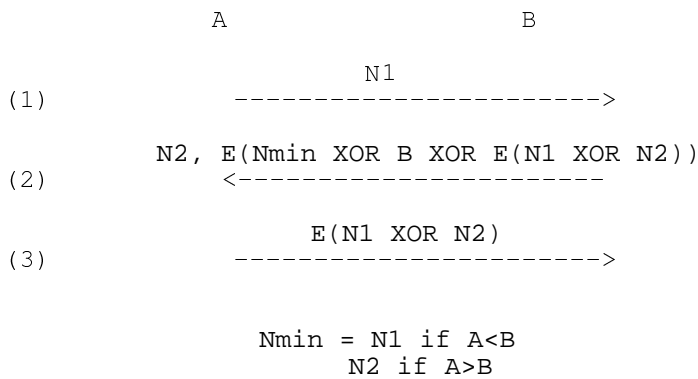 A B
N1
(1) ----------------------->
N2, E(Nmin XOR B XOR E(N1 XOR N2))
(2) <-----------------------
E(N1 XOR N2)
(3) ----------------------->
Nmin = N1 if A<B
N2 if A>B